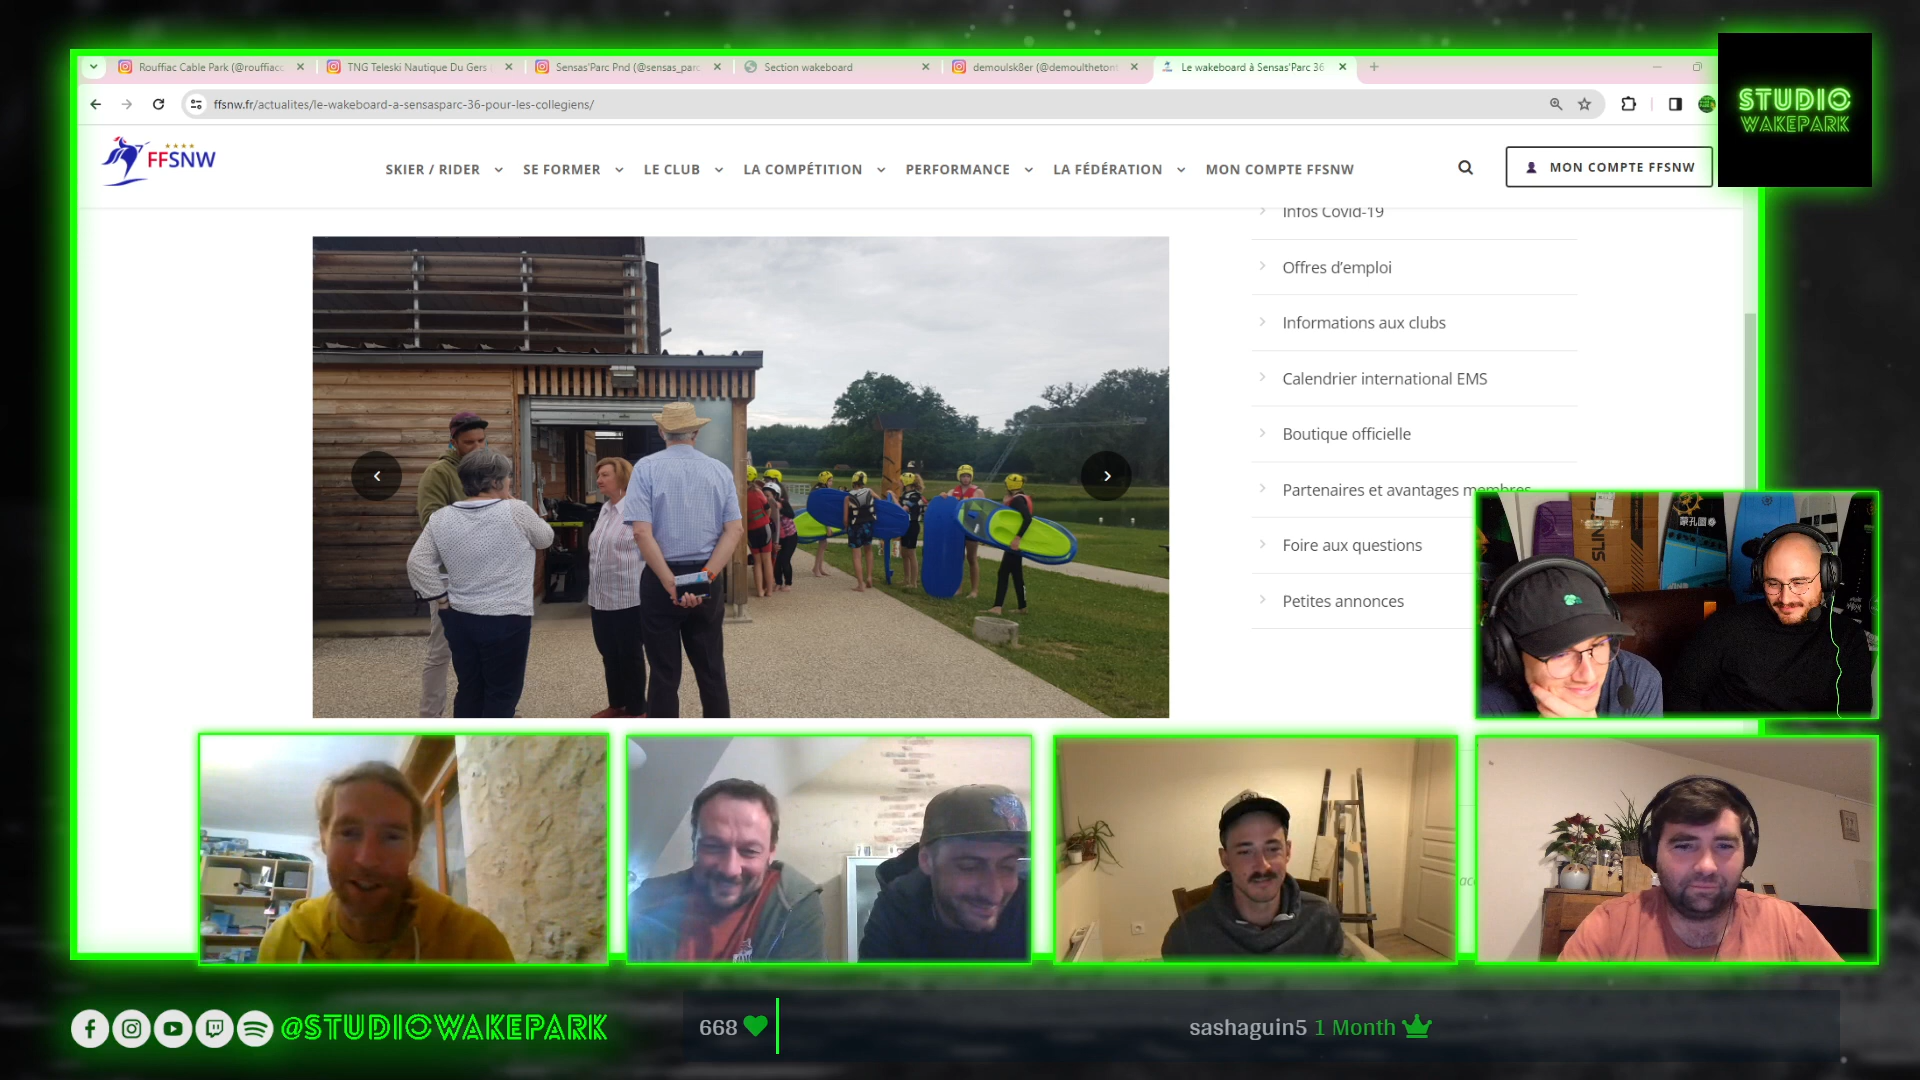 Rouffiac Cable Park (@rouffiacc
TNG Teleski Nautique Du Gers
Sensas'Parc Pnd (@sensas_parc
Section wakeboard
demoulsk8er (@demoulthetont
Le wakeboard à Sensas'Parc 36
ffsnw.fr/actualites/le-wakeboard-a-sensasparc-36-pour-les-collegiens/
STUDIO
WAKEPARK
FFSNW
SKIER / RIDER
SE FORMER
LE CLUB
LA COMPÉTITION
PERFORMANCE
LA FÉDÉRATION
MON COMPTE FFSNW
MON COMPTE FFSNW
Infos Covid-19
Offres d'emploi
Informations aux clubs
Calendrier international EMS
Boutique officielle
Partenaires et avantages membres
Foire aux questions
Petites annonces
@STUDIOWAKEPARK
668
sashaguin5 1 Month